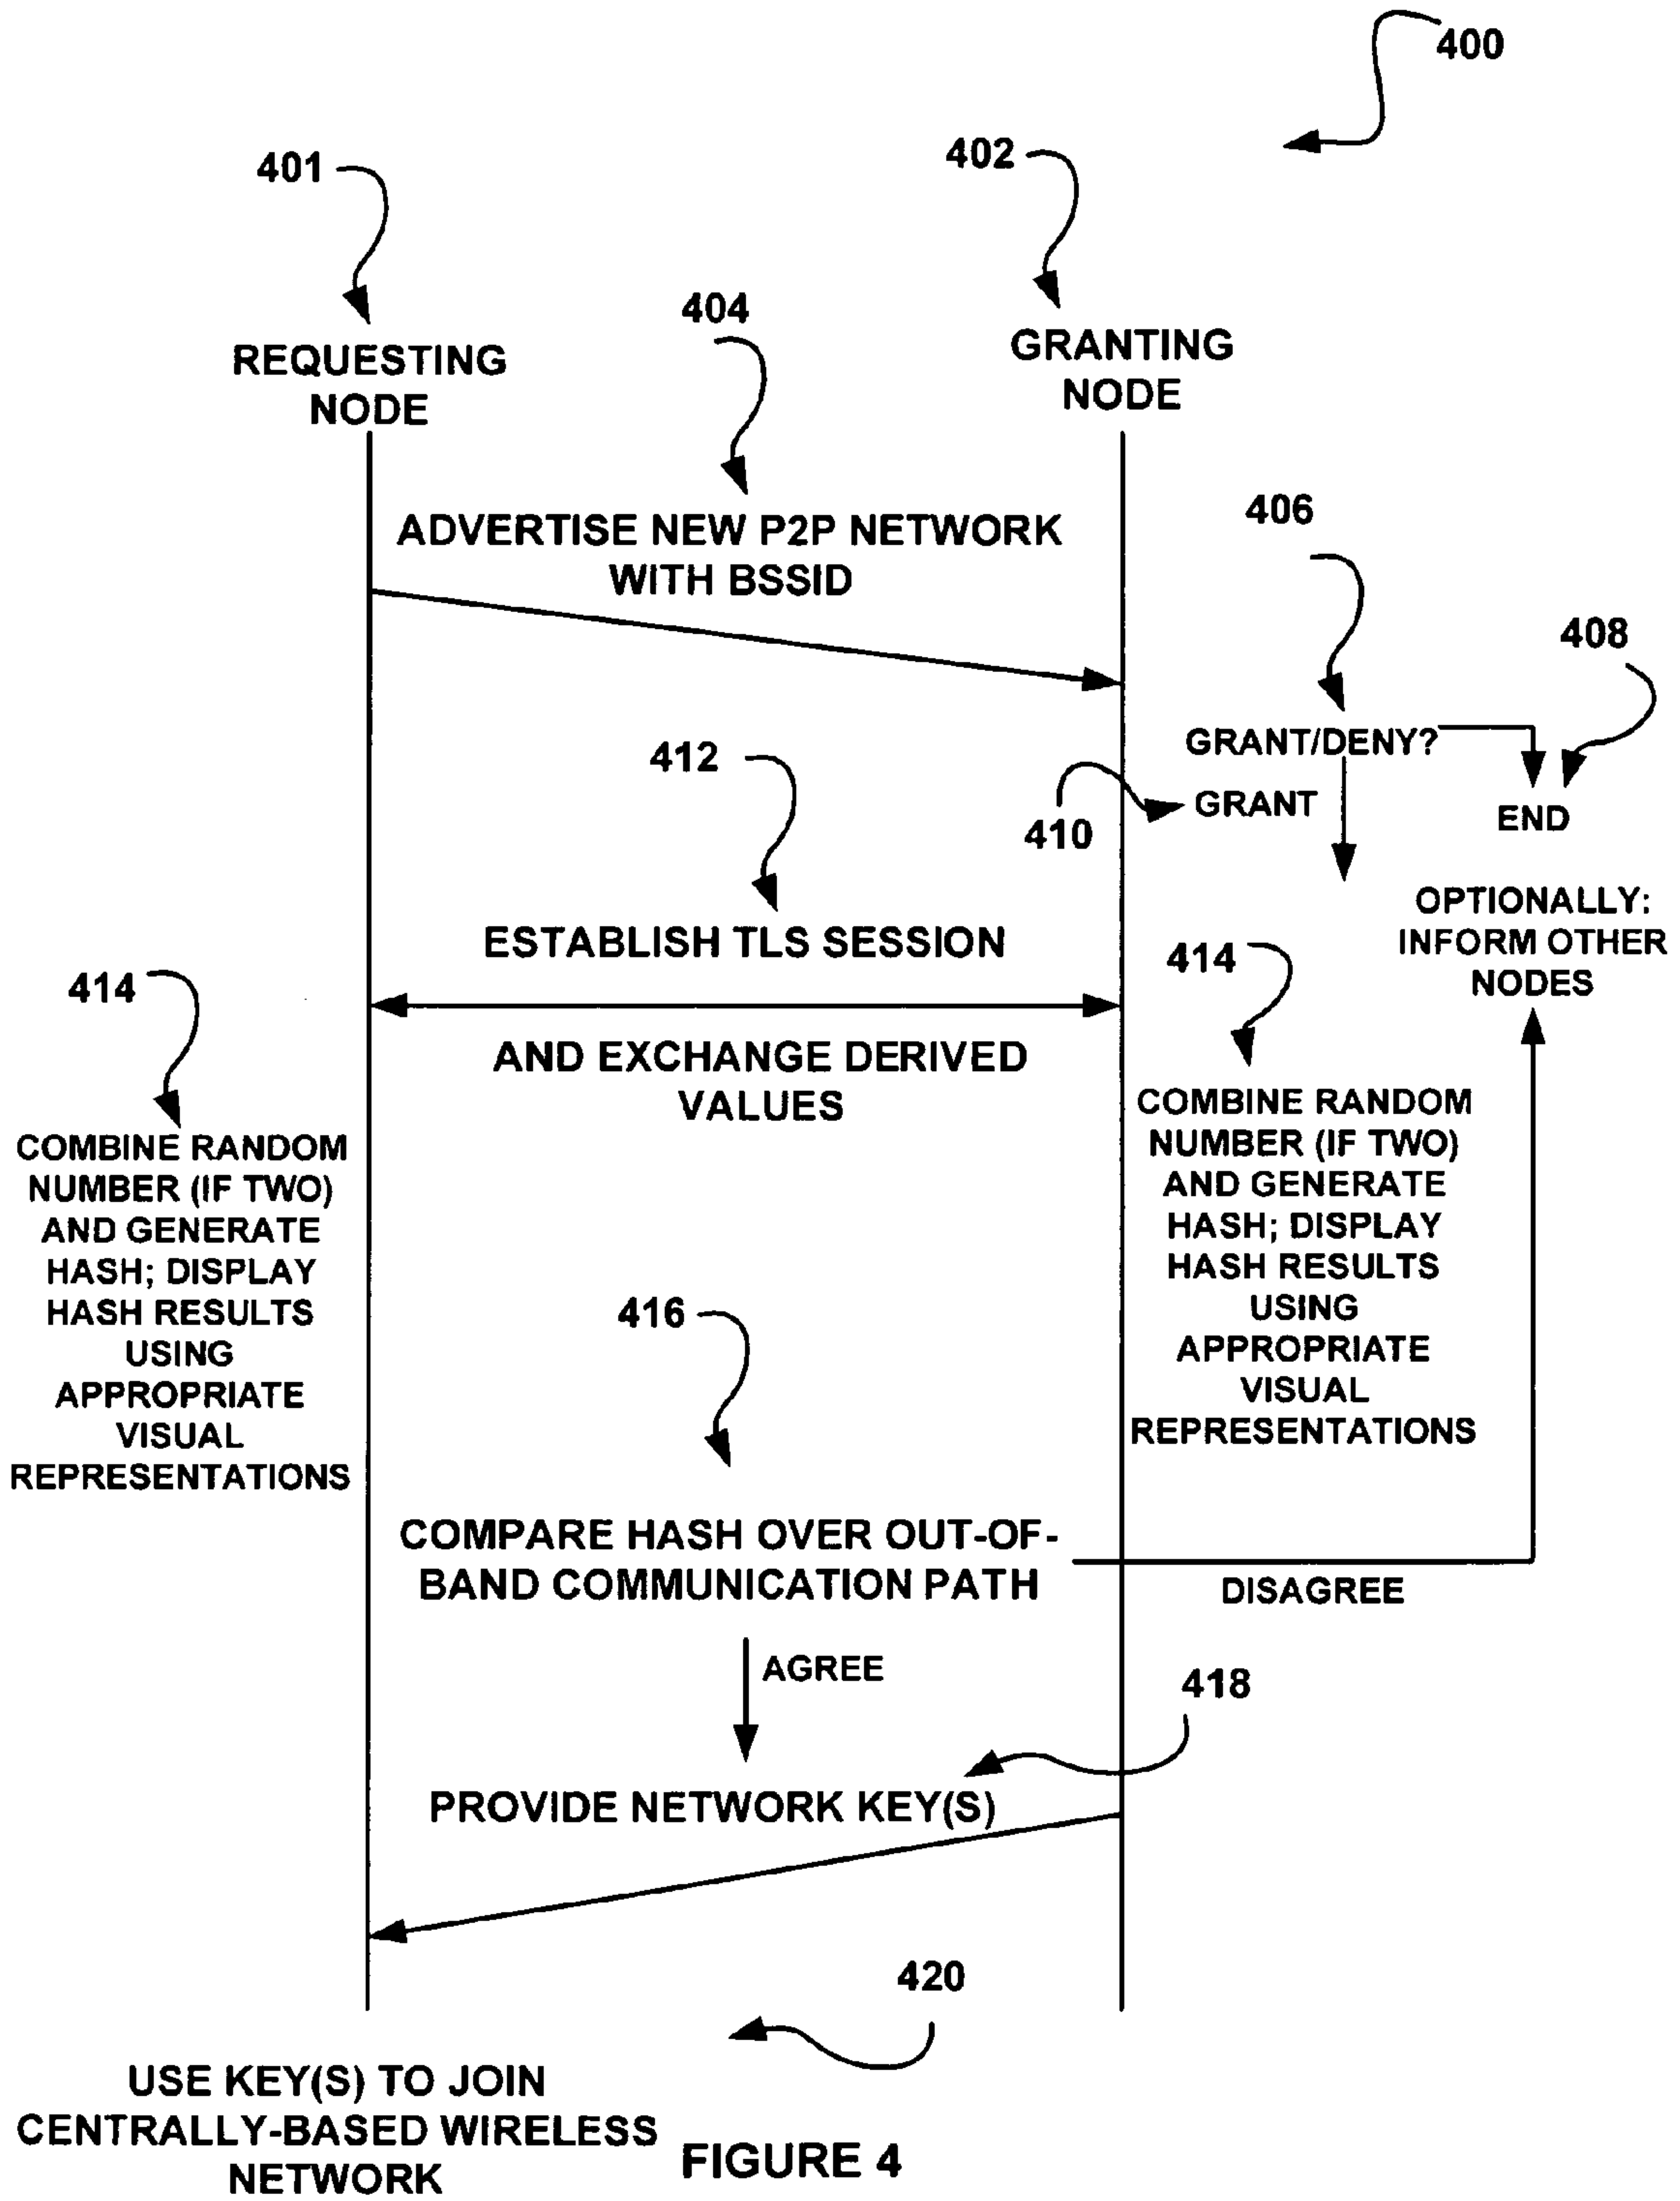 400
401
402
REQUESTING
NODE
404
GRANTING
NODE
ADVERTISE NEW P2P NETWORK
WITH BSSID
406
408
GRANT/DENY?
412
410
GRANT
END
ESTABLISH TLS SESSION
OPTIONALLY:
INFORM OTHER
NODES
414
414
AND EXCHANGE DERIVED
VALUES
COMBINE RANDOM
NUMBER (IF TWO)
AND GENERATE
HASH; DISPLAY
HASH RESULTS
USING
APPROPRIATE
VISUAL
REPRESENTATIONS
COMBINE RANDOM
NUMBER (IF TWO)
AND GENERATE
HASH; DISPLAY
HASH RESULTS
USING
APPROPRIATE
VISUAL
REPRESENTATIONS
416
COMPARE HASH OVER OUT-OF-
BAND COMMUNICATION PATH
DISAGREE
AGREE
418
PROVIDE NETWORK KEY(S)
420
USE KEY(S) TO JOIN
CENTRALLY-BASED WIRELESS
NETWORK
FIGURE 4